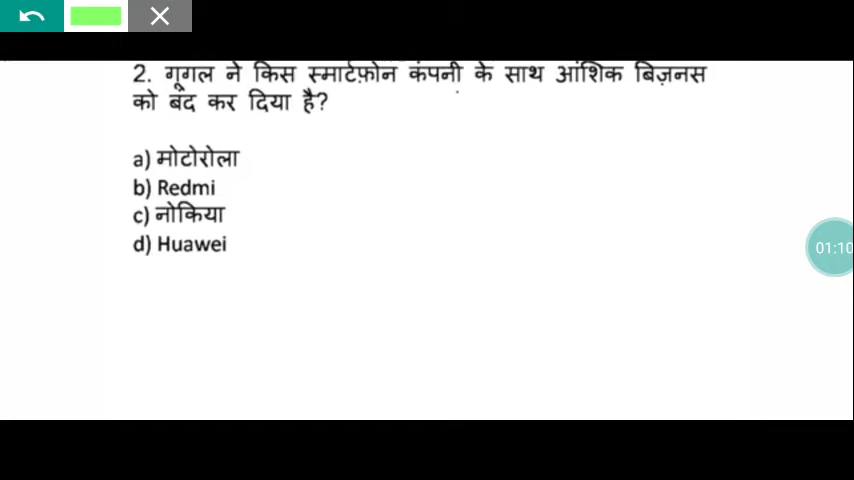 2. गूगल ने किस स्मार्टफ़ोन कंपनी के साथ आंशिक बिज़नस
को बंद कर दिया है?
a) मोटोरोला
b) Redmi
c) नोकिया
d) Huawei
01:10